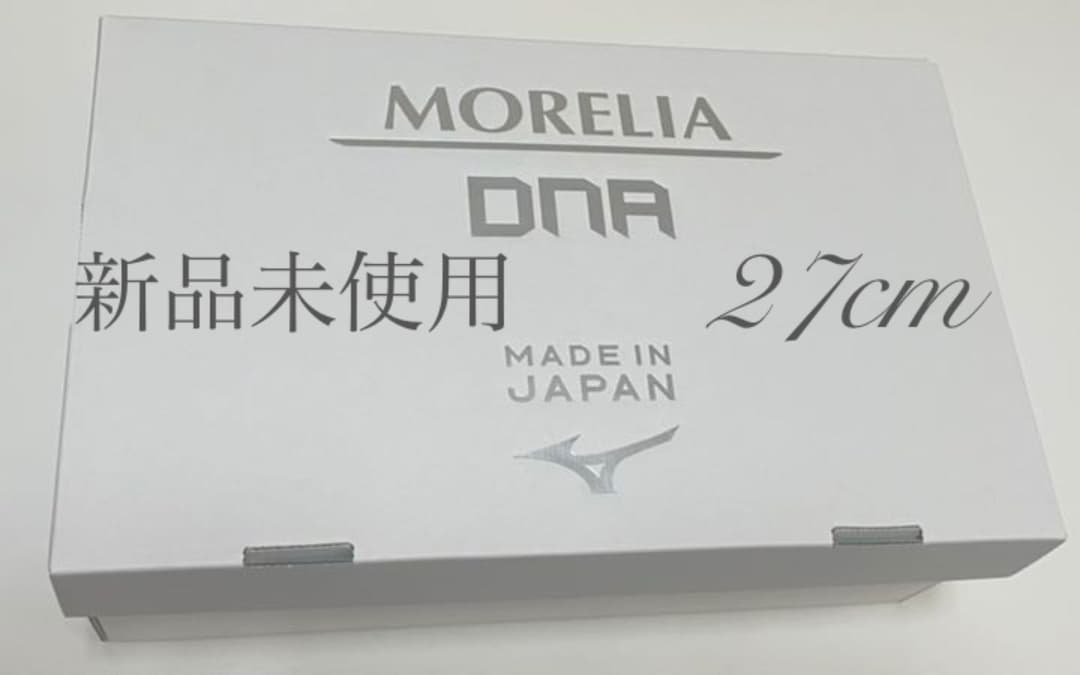 MORELIA
DNA
新品未使用 27cm
MADE IN
JAPAN